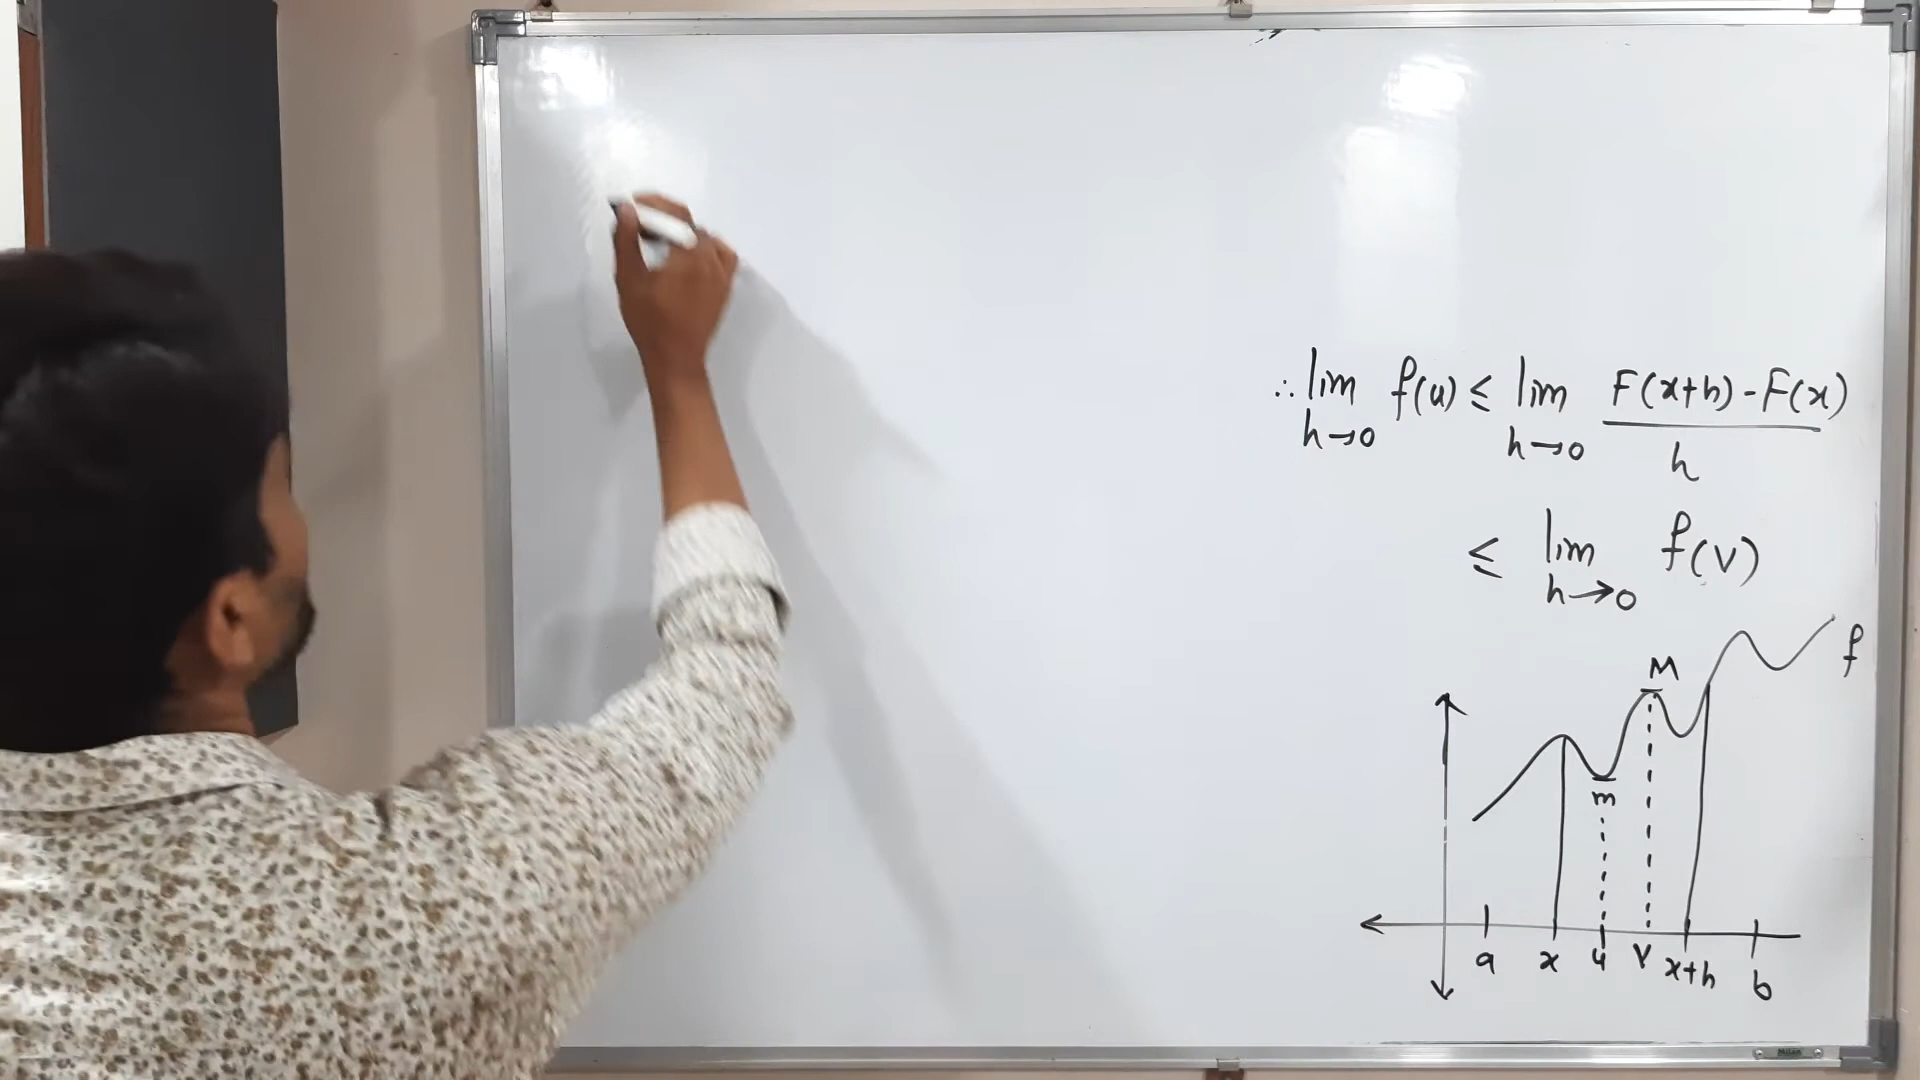 ∴ lim f(u) ≤ lim F(x+h) - F(x)
h→0 h→0 h
≤ lim f(v)
h→0
f
M
m
a x u v x+h b